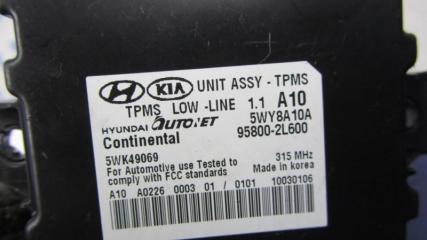 KIA UNIT ASSY - TPMS
TPMS LOW -LINE 1.1 A10
HYUNDAI AUTONET 5WY8A10A
Continental 95800-2L600
5WK49069
For Automotive use Tested to 315 MHz
comply with FCC standards Made in korea
A10 A0226 0003 01 / 0101 10030106